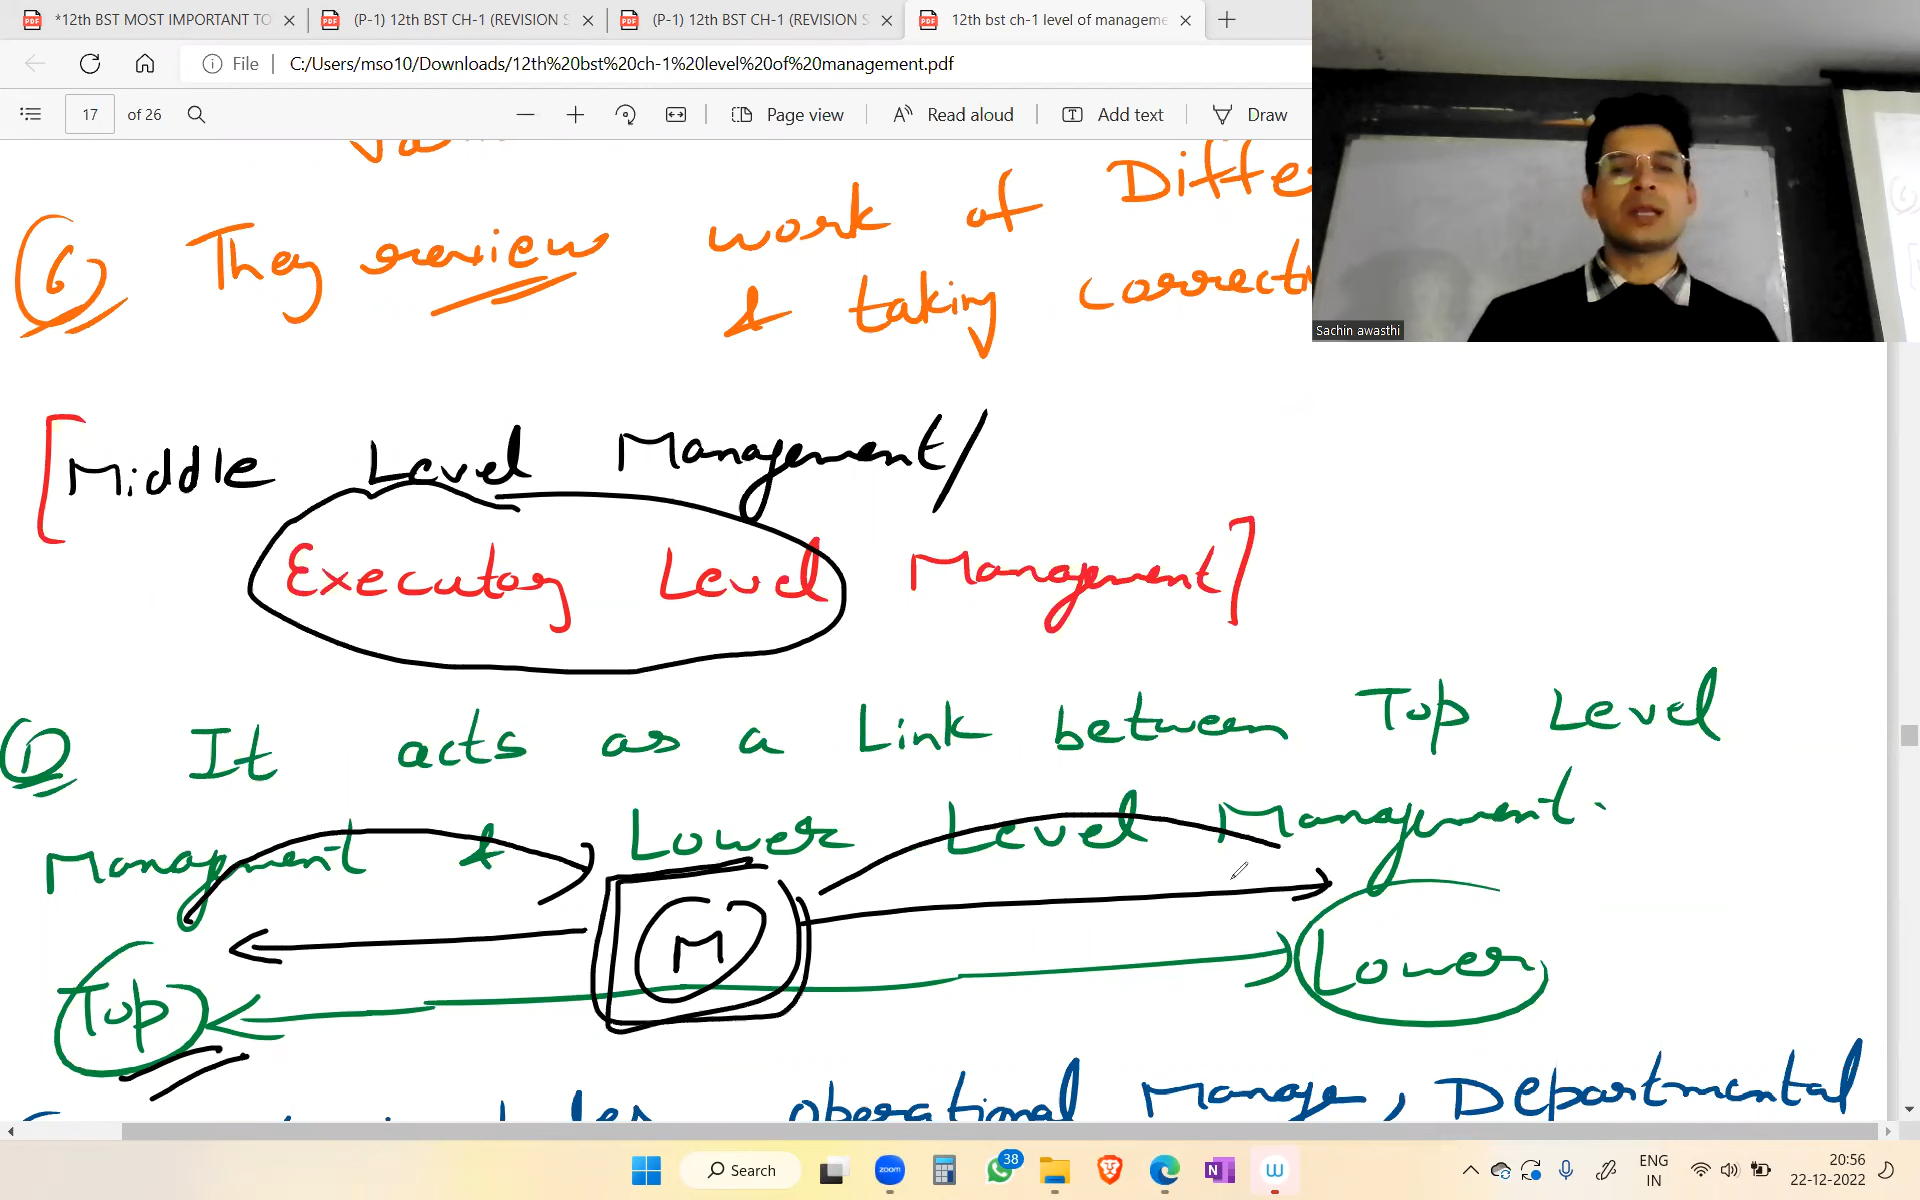 *12th BST MOST IMPORTANT TO
(P-1) 12th BST CH-1 (REVISION S
(P-1) 12th BST CH-1 (REVISION S
12th bst ch-1 level of manageme
File
C:/Users/mso10/Downloads/12th%20bst%20ch-1%20level%20of%20management.pdf
17 of 26
Page view
Read aloud
Add text
Draw
6 They review work of Diffe
& taking correcti
Sachin awasthi
[Middle Level Management/
Executory Level Management]
1 It acts as a Link between Top Level
Managment & Lower Level Management.
M
Top
Lower
operational Manage, Departmental
Search
zoom
38
N
W
ENG
IN
20:56
22-12-2022